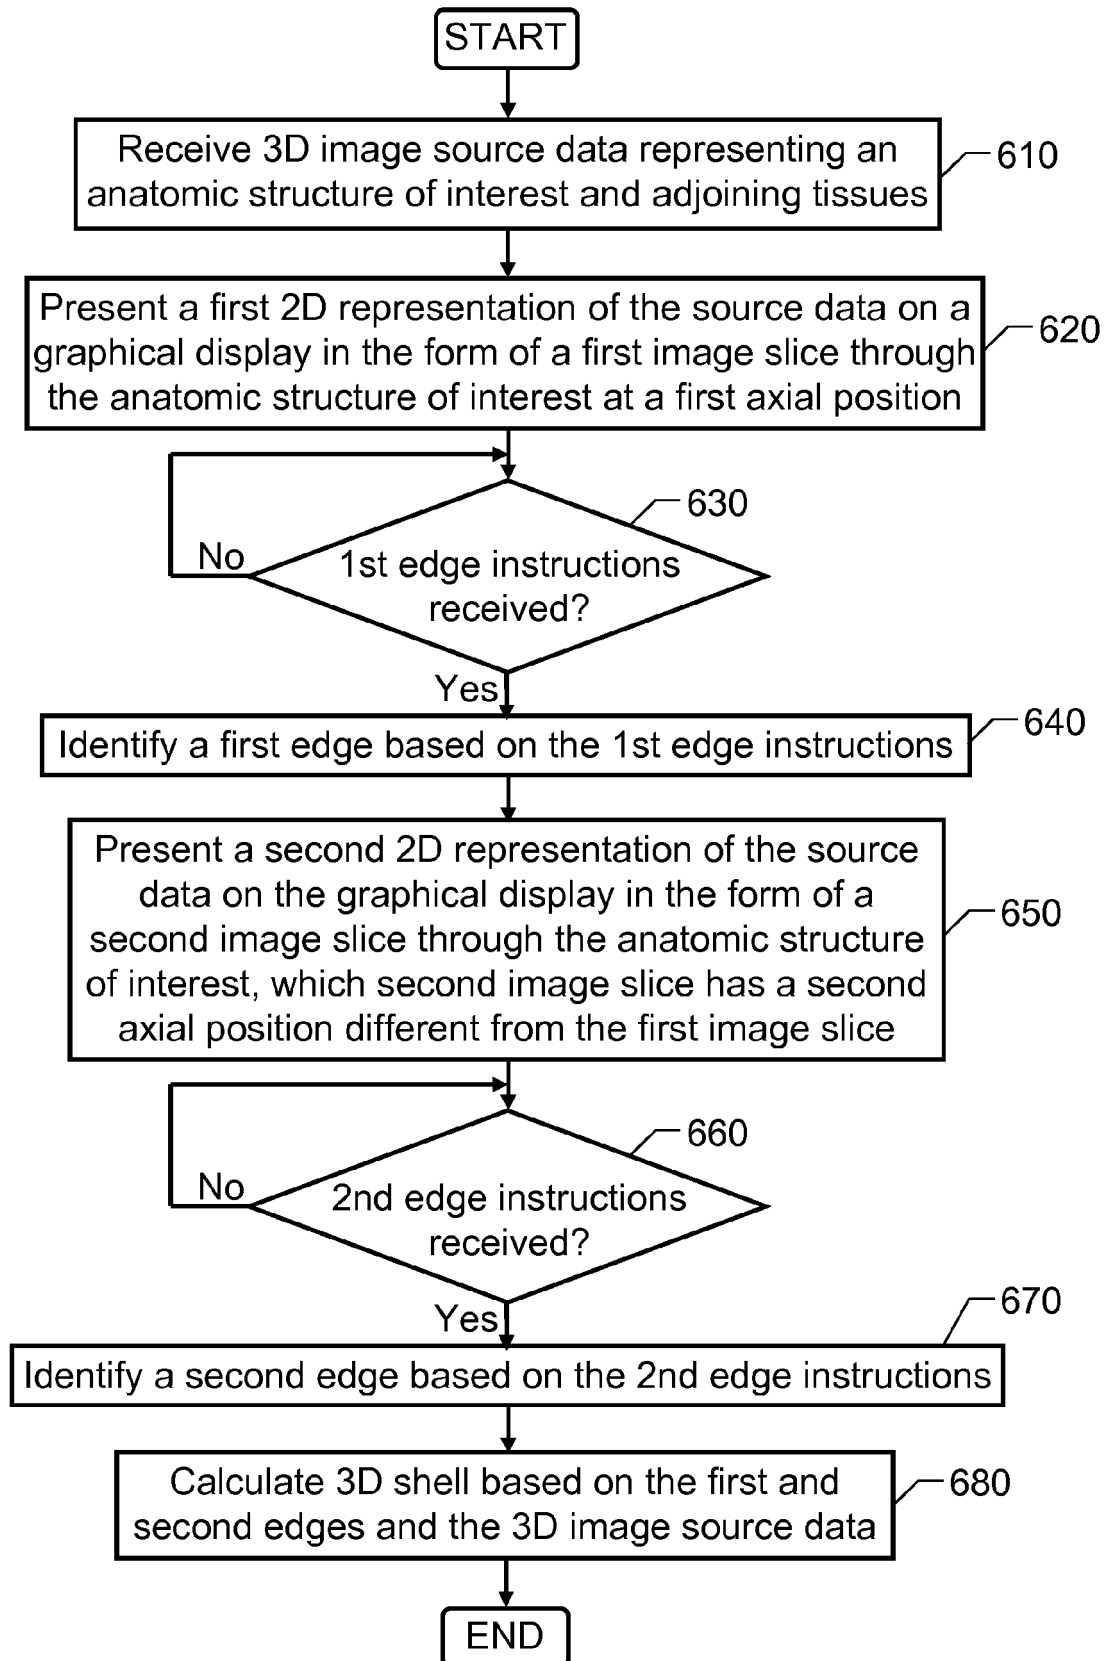 START
Receive 3D image source data representing an
anatomic structure of interest and adjoining tissues
610
Present a first 2D representation of the source data on a
graphical display in the form of a first image slice through
the anatomic structure of interest at a first axial position
620
630
No
1st edge instructions
received?
Yes
640
Identify a first edge based on the 1st edge instructions
Present a second 2D representation of the source
data on the graphical display in the form of a
second image slice through the anatomic structure
of interest, which second image slice has a second
axial position different from the first image slice
650
660
No
2nd edge instructions
received?
Yes
670
Identify a second edge based on the 2nd edge instructions
Calculate 3D shell based on the first and
second edges and the 3D image source data
680
END